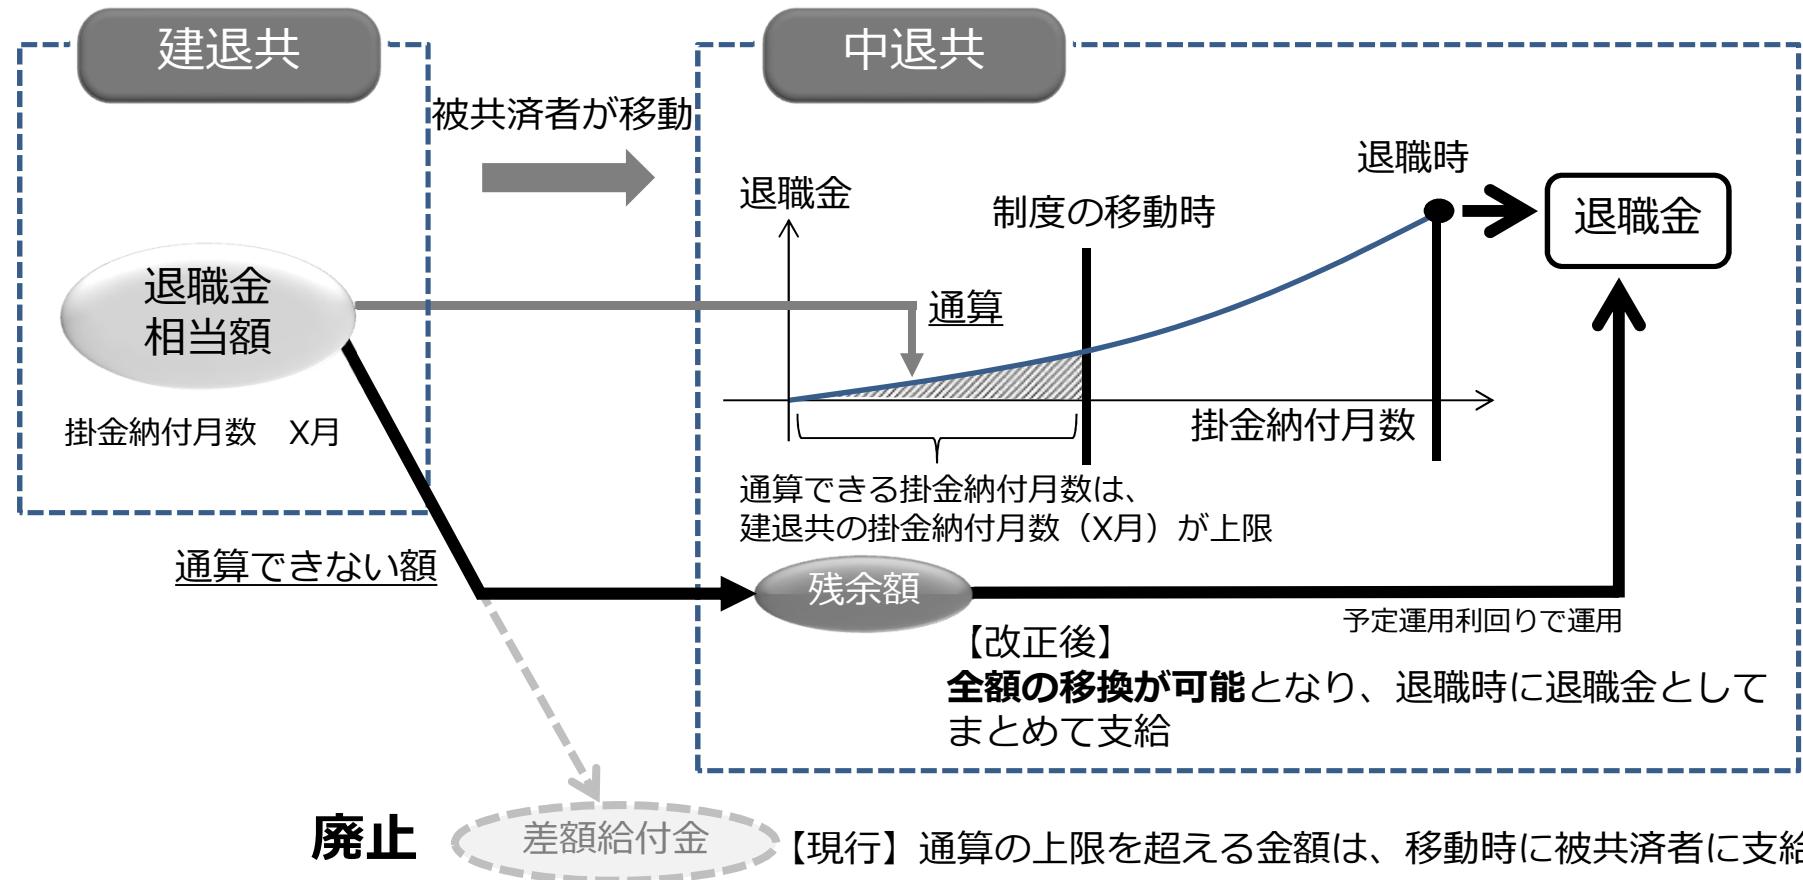 建退共
中退共
被共済者が移動
退職時
退職金
制度の移動時
退職金
退職金
相当額
通算
掛金納付月数　X月
掛金納付月数
通算できる掛金納付月数は、
建退共の掛金納付月数（X月）が上限
通算できない額
残余額
予定運用利回りで運用
【改正後】
全額の移換が可能となり、退職時に退職金として
まとめて支給
廃止
差額給付金
【現行】通算の上限を超える金額は、移動時に被共済者に支給